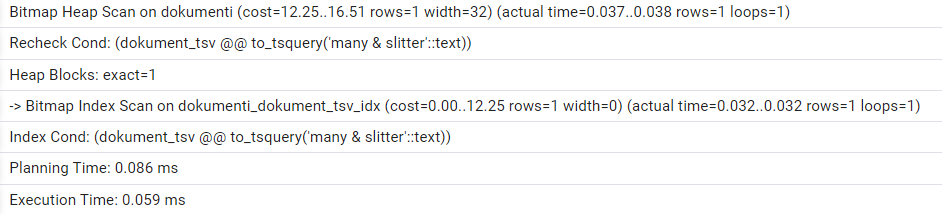 Bitmap Heap Scan on dokumenti (cost=12.25..16.51 rows=1 width=32) (actual time=0.037..0.038 rows=1 loops=1)
Recheck Cond: (dokument_tsv @@ to_tsquery('many & slitter'::text))
Heap Blocks: exact=1
-> Bitmap Index Scan on dokumenti_dokument_tsv_idx (cost=0.00..12.25 rows=1 width=0) (actual time=0.032..0.032 rows=1 loops=1)
Index Cond: (dokument_tsv @@ to_tsquery('many & slitter'::text))
Planning Time: 0.086 ms
Execution Time: 0.059 ms